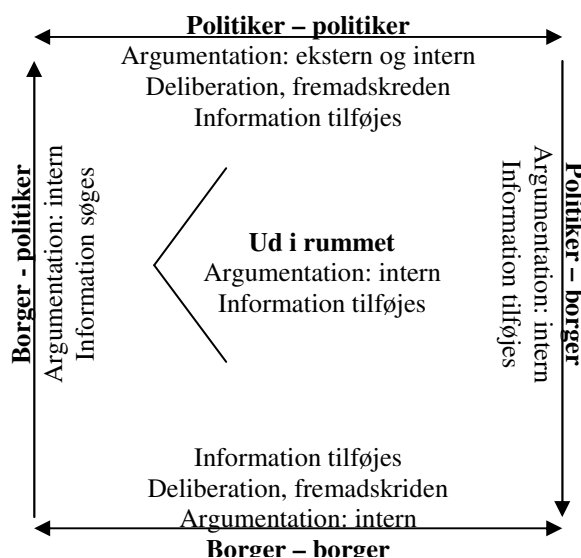 Politiker – politiker
Argumentation: ekstern og intern
Deliberation, fremadskreden
Information tilføjes
Borger - politiker
Argumentation: intern
Information søges
Ud i rummet
Argumentation: intern
Information tilføjes
Politiker – borger
Argumentation: intern
Information tilføjes
Information tilføjes
Deliberation, fremadskriden
Argumentation: intern
Borger – borger